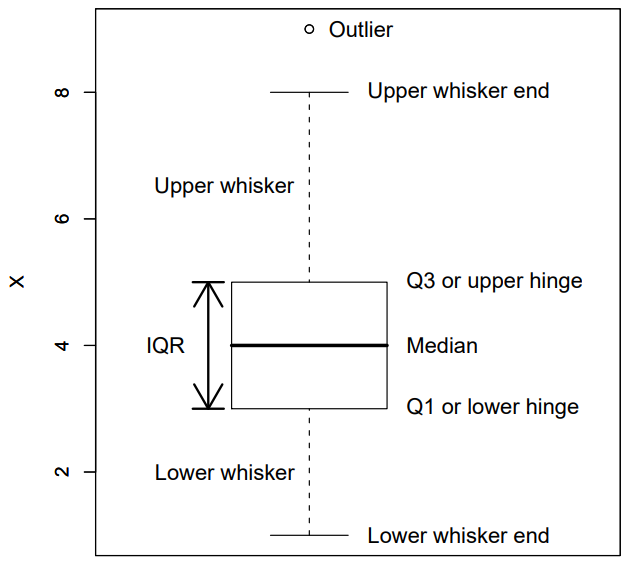 Outlier
8
Upper whisker end
Upper whisker
6
X
Q3 or upper hinge
IQR
4
Median
Q1 or lower hinge
2
Lower whisker
Lower whisker end